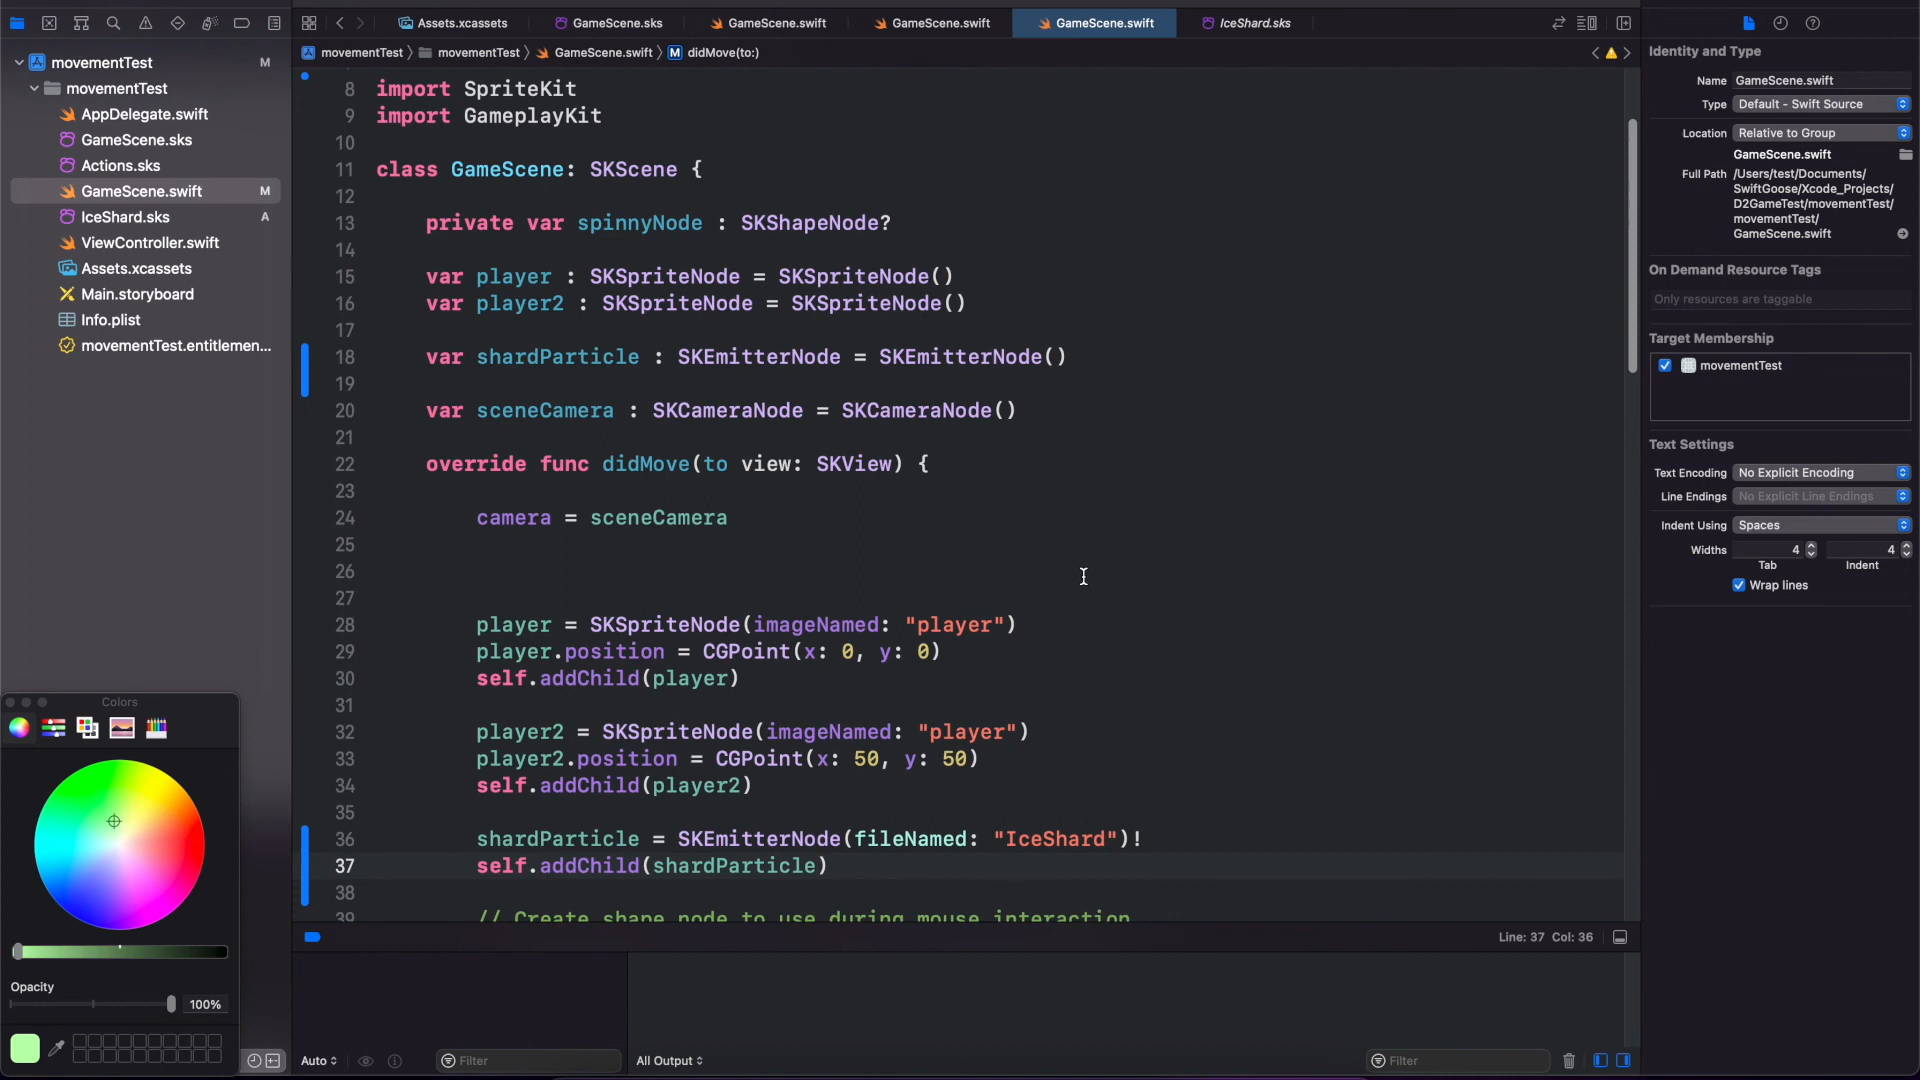 Assets.xcassets
GameScene.sks
GameScene.swift
GameScene.swift
GameScene.swift
IceShard.sks
movementTest
movementTest
GameScene.swift
M
didMove(to:)
movementTest
M
movementTest
AppDelegate.swift
GameScene.sks
Actions.sks
GameScene.swift
M
IceShard.sks
A
ViewController.swift
Assets.xcassets
Main.storyboard
Info.plist
movementTest.entitlemen...
8 import SpriteKit
9 import GameplayKit
10
11 class GameScene: SKScene {
12
13 private var spinnyNode : SKShapeNode?
14
15 var player : SKSpriteNode = SKSpriteNode()
16 var player2 : SKSpriteNode = SKSpriteNode()
17
18 var shardParticle : SKEmitterNode = SKEmitterNode()
19
20 var sceneCamera : SKCameraNode = SKCameraNode()
21
22 override func didMove(to view: SKView) {
23
24 camera = sceneCamera
25
26
27
28 player = SKSpriteNode(imageNamed: "player")
29 player.position = CGPoint(x: 0, y: 0)
30 self.addChild(player)
31
32 player2 = SKSpriteNode(imageNamed: "player")
33 player2.position = CGPoint(x: 50, y: 50)
34 self.addChild(player2)
35
36 shardParticle = SKEmitterNode(fileNamed: "IceShard")!
37 self.addChild(shardParticle)
38
39 // Create shape node to use during mouse interaction
Line: 37 Col: 36
Auto
Filter
All Output
Filter
Colors
Opacity
100%
Identity and Type
Name GameScene.swift
Type Default - Swift Source
Location Relative to Group
GameScene.swift
Full Path /Users/test/Documents/
SwiftGoose/Xcode_Projects/
D2GameTest/movementTest/
movementTest/
GameScene.swift
On Demand Resource Tags
Only resources are taggable
Target Membership
movementTest
Text Settings
Text Encoding No Explicit Encoding
Line Endings No Explicit Line Endings
Indent Using Spaces
Widths 4 4
Tab Indent
Wrap lines